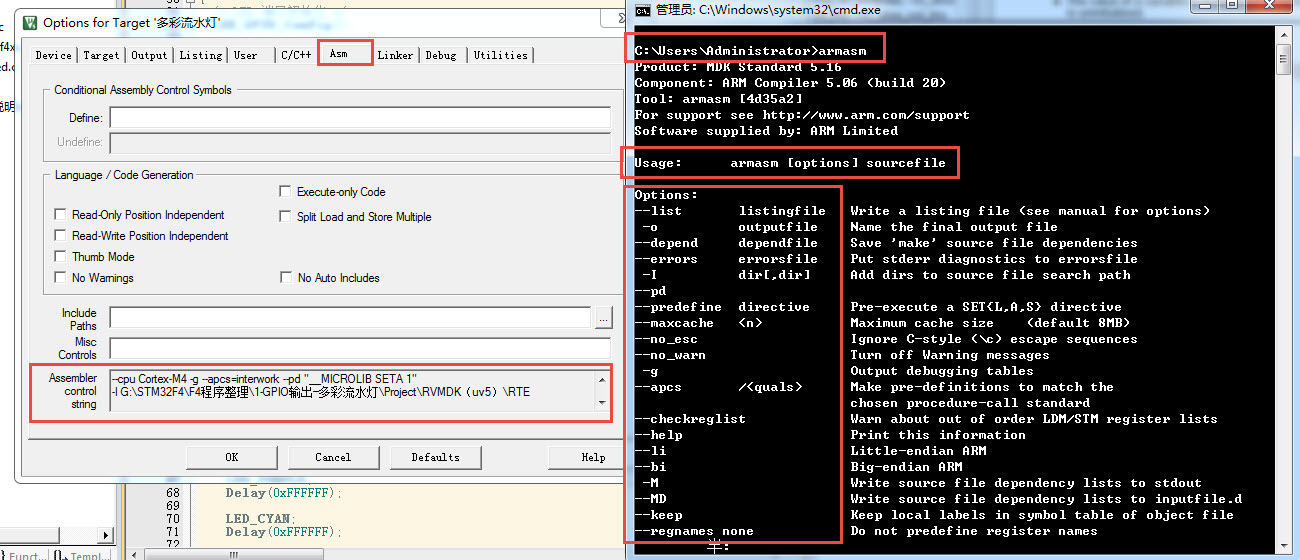 Options for Target '多彩流水灯'
Device Target Output Listing User C/C++ Asm Linker Debug Utilities
Conditional Assembly Control Symbols
Define:
Undefine:
Language / Code Generation
Execute-only Code
Read-Only Position Independent
Split Load and Store Multiple
Read-Write Position Independent
Thumb Mode
No Warnings
No Auto Includes
Include Paths
...
Misc Controls
Assembler control string
--cpu Cortex-M4 -g --apcs=interwork --pd "__MICROLIB SETA 1"
-I G:\STM32F4\F4程序整理\1-GPIO输出-多彩流水灯\Project\RVMDK（uv5）\RTE
OK Cancel Defaults Help
68 Delay(0xFFFFFF);
69
70 LED_CYAN;
71 Delay(0xFFFFFF);
72
Funct... Templ...
管理员: C:\Windows\system32\cmd.exe
C:\Users\Administrator>armasm
Product: MDK Standard 5.16
Component: ARM Compiler 5.06 (build 20)
Tool: armasm [4d35a2]
For support see http://www.arm.com/support
Software supplied by: ARM Limited
Usage: armasm [options] sourcefile
Options:
--list listingfile Write a listing file (see manual for options)
-o outputfile Name the final output file
--depend dependfile Save 'make' source file dependencies
--errors errorsfile Put stderr diagnostics to errorsfile
-I dir[,dir] Add dirs to source file search path
--pd
--predefine directive Pre-execute a SET{L,A,S} directive
--maxcache <n> Maximum cache size (default 8MB)
--no_esc Ignore C-style (\c) escape sequences
--no_warn Turn off Warning messages
-g Output debugging tables
--apcs /<quals> Make pre-definitions to match the
chosen procedure-call standard
--checkreglist Warn about out of order LDM/STM register lists
--help Print this information
--li Little-endian ARM
--bi Big-endian ARM
-M Write source file dependency lists to stdout
--MD Write source file dependency lists to inputfile.d
--keep Keep local labels in symbol table of object file
--regnames none Do not predefine register names
半: